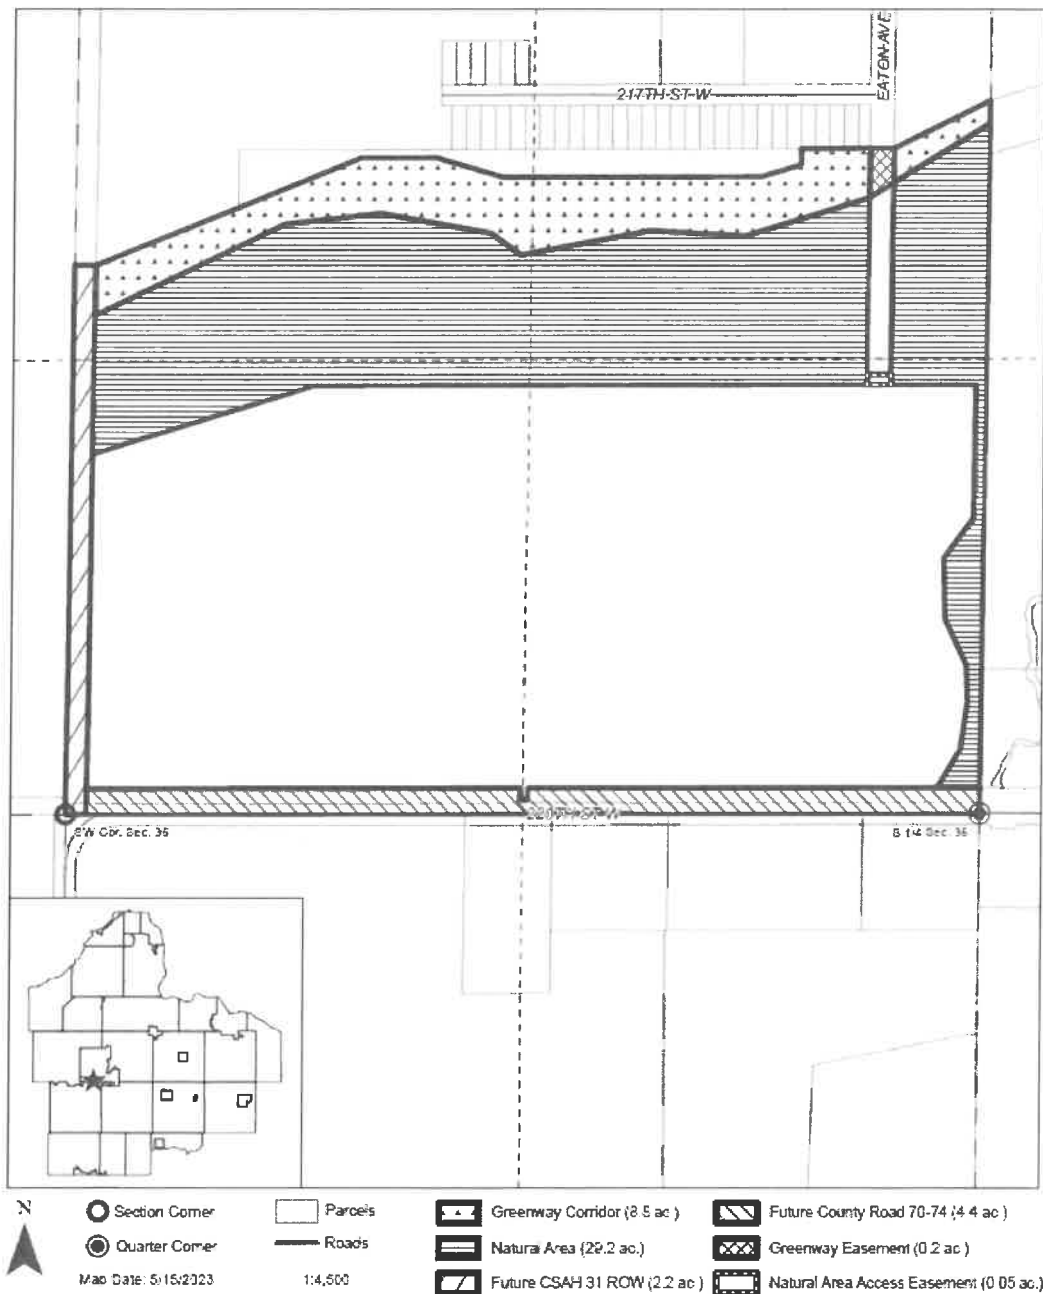 217TH-ST-W
EATON-AVE
220TH-ST-W
SW Cor. Sec. 36
S 1/4 Sec. 36
N
Section Corner
Quarter Corner
Map Date: 5/15/2023
Parcels
Roads
1:4,500
Greenway Corridor (8.8 ac.)
Natural Area (29.2 ac.)
Future CSAH 31 ROW (2.2 ac.)
Future County Road 70-74 (4.4 ac.)
Greenway Easement (0.2 ac.)
Natural Area Access Easement (0.05 ac.)